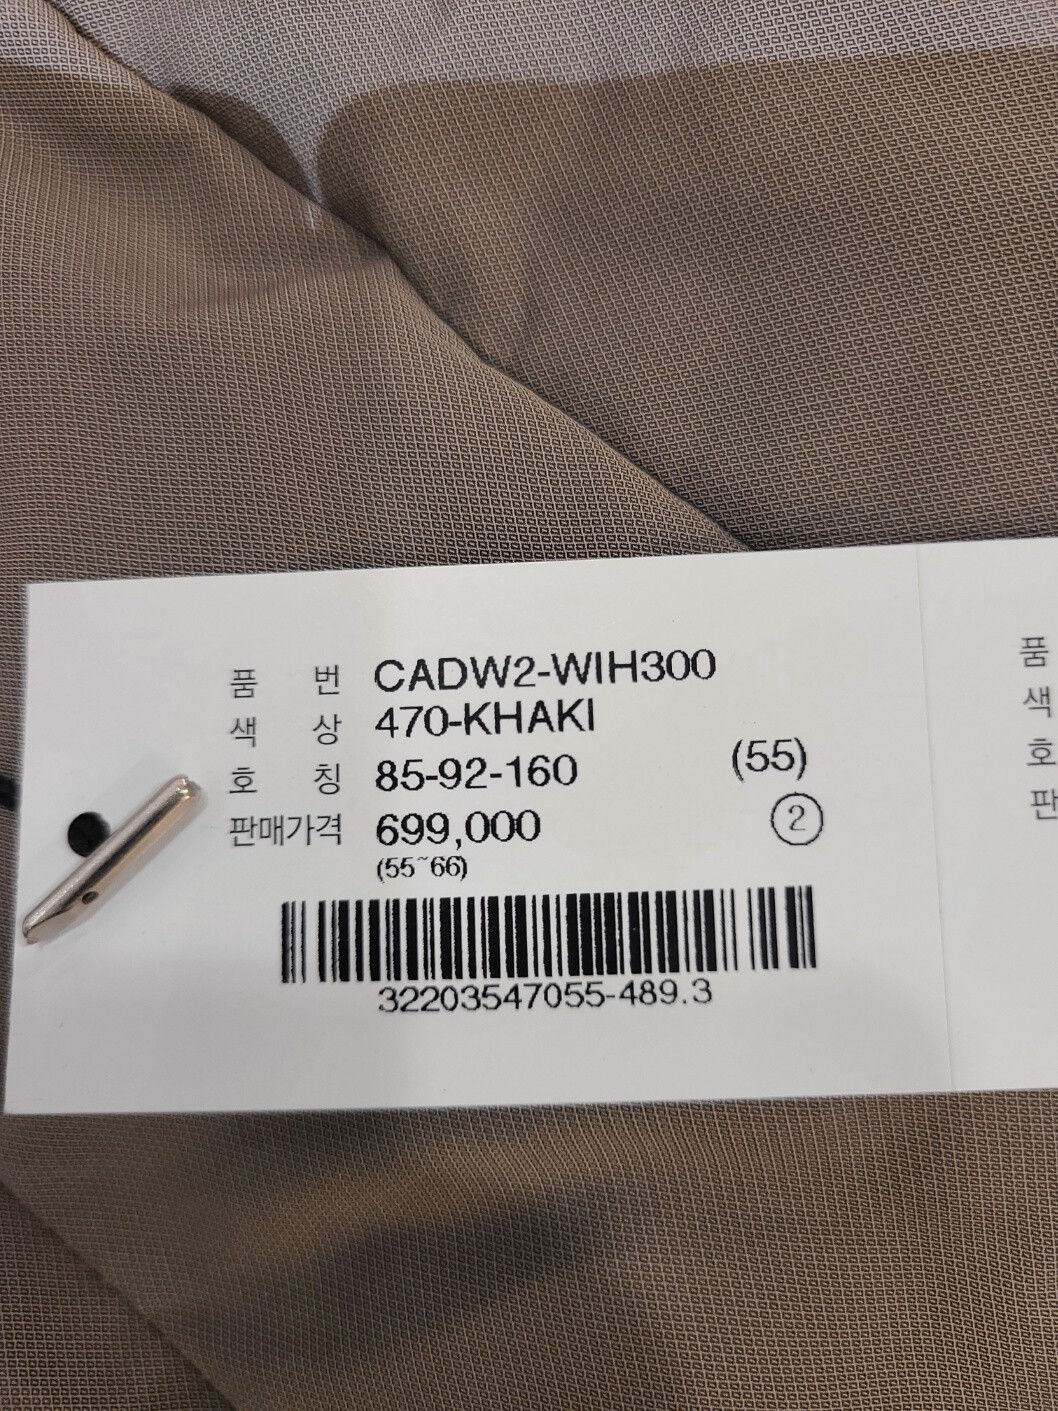 품 번 CADW2-WIH300
색 상 470-KHAKI
호 칭 85-92-160 (55)
판매가격 699,000 ②
(55~66)
32203547055-489.3
품
색
호
판